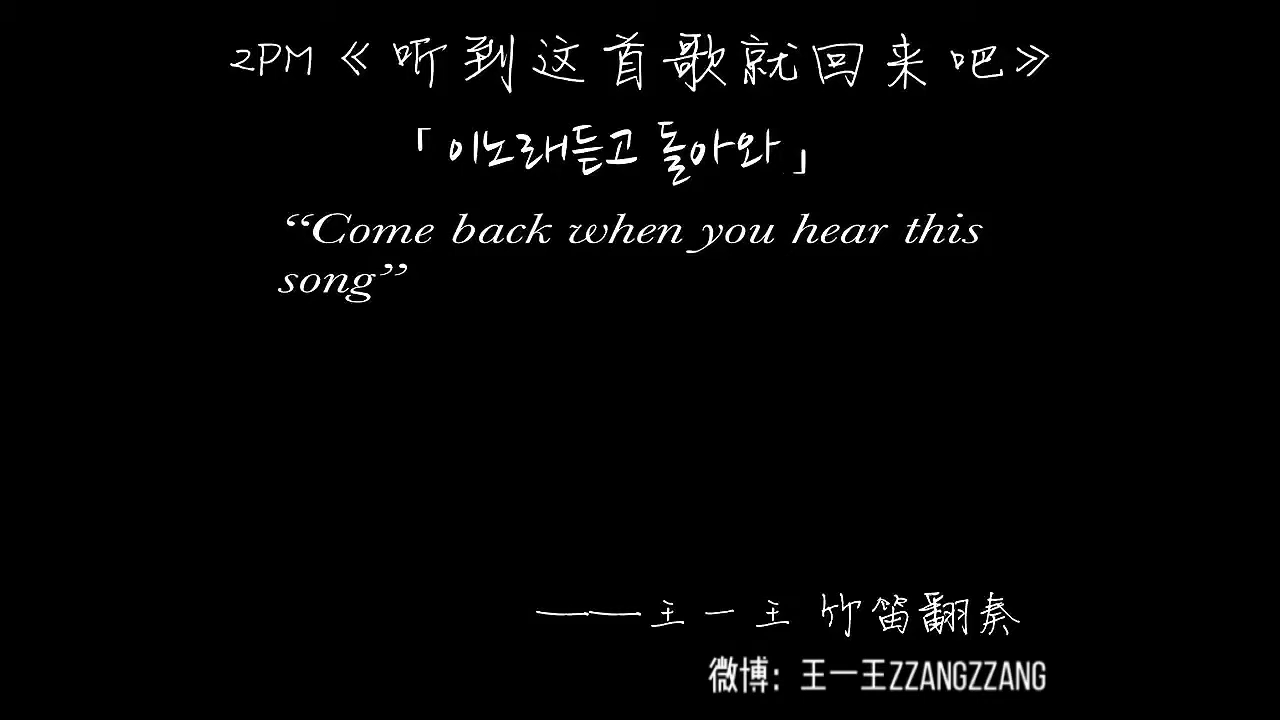 2PM《听到这首歌就回来吧》
「이노래듣고 돌아와」
“Come back when you hear this
song”
——王一王 竹笛翻奏
微博：王一王ZZANGZZANG